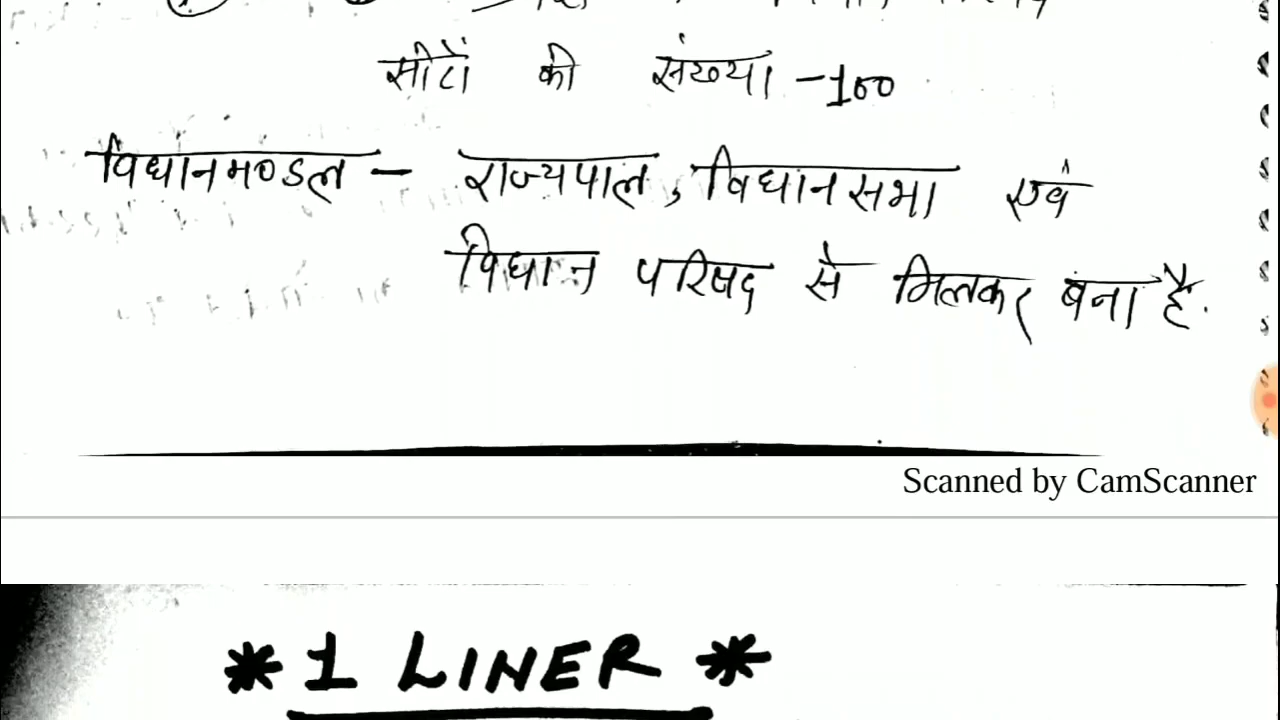 सीटों की संख्या - 100
विधानमण्डल - राज्यपाल, विधानसभा एवं
विधान परिषद से मिलकर बना है.
Scanned by CamScanner
* 1 LINER *